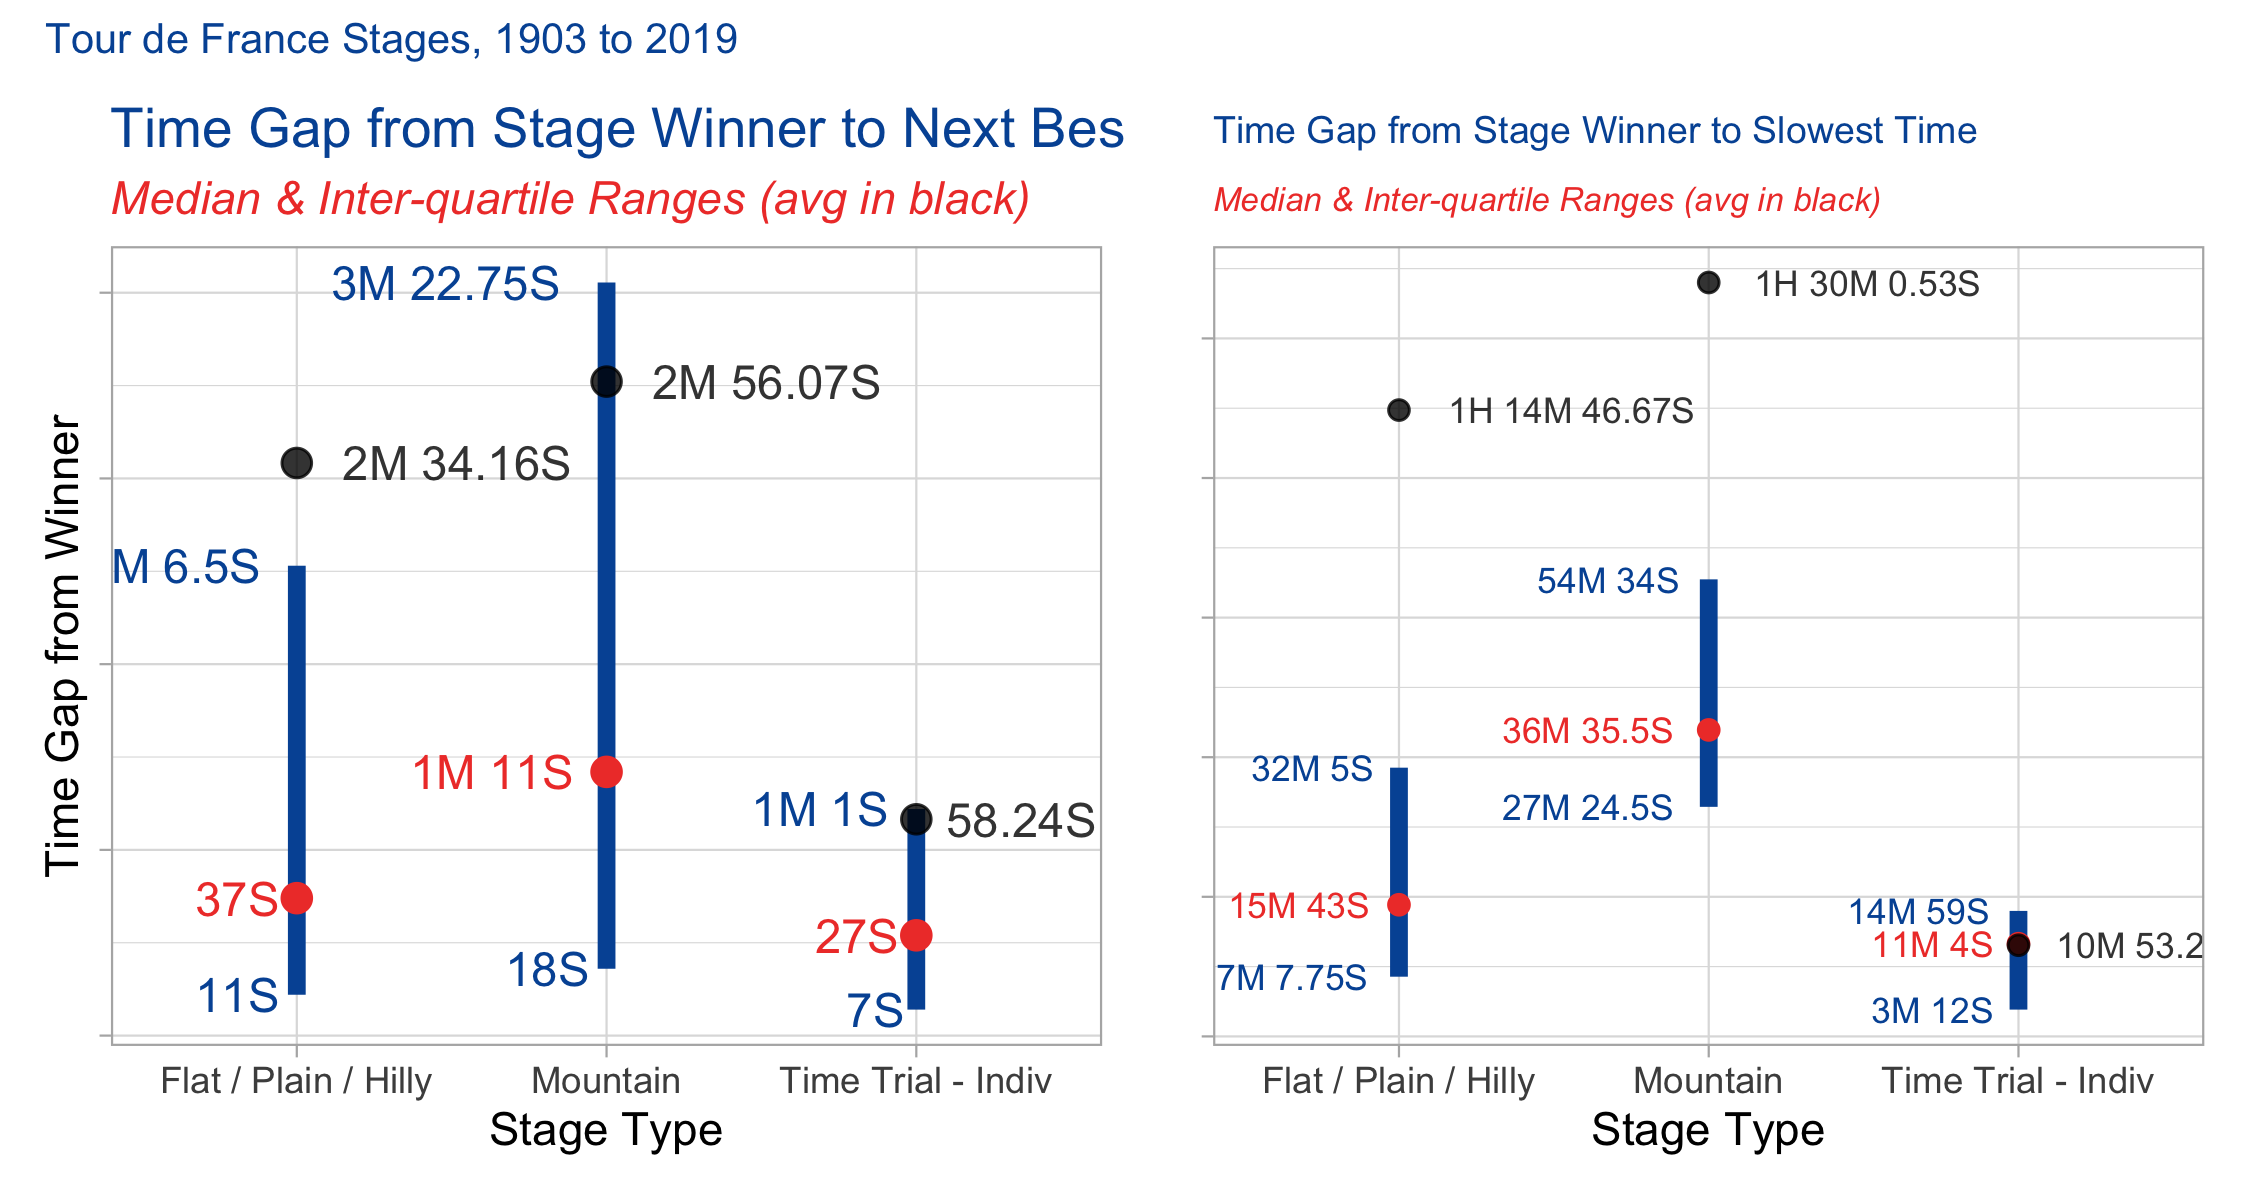 Tour de France Stages, 1903 to 2019
Time Gap from Stage Winner to Next Bes
Median & Inter-quartile Ranges (avg in black)
Time Gap from Winner
3M 22.75S
2M 56.07S
2M 34.16S
M 6.5S
1M 11S
1M 1S
58.24S
37S
27S
18S
11S
7S
Flat / Plain / Hilly
Mountain
Time Trial - Indiv
Stage Type
Time Gap from Stage Winner to Slowest Time
Median & Inter-quartile Ranges (avg in black)
1H 30M 0.53S
1H 14M 46.67S
54M 34S
36M 35.5S
32M 5S
27M 24.5S
15M 43S
14M 59S
11M 4S
10M 53.2
7M 7.75S
3M 12S
Flat / Plain / Hilly
Mountain
Time Trial - Indiv
Stage Type